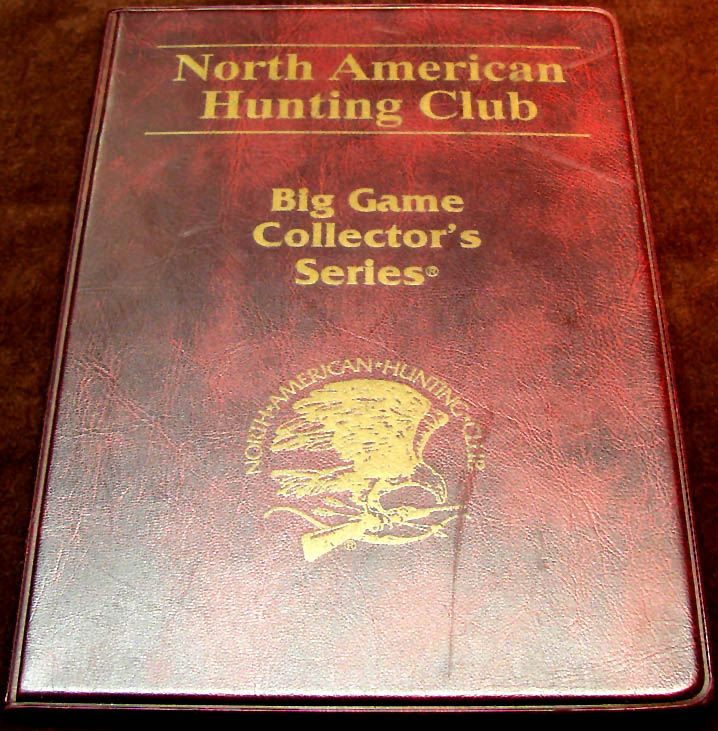 North American
Hunting Club
Big Game
Collector's
Series®
NORTH•AMERICAN•HUNTING•CLUB
®